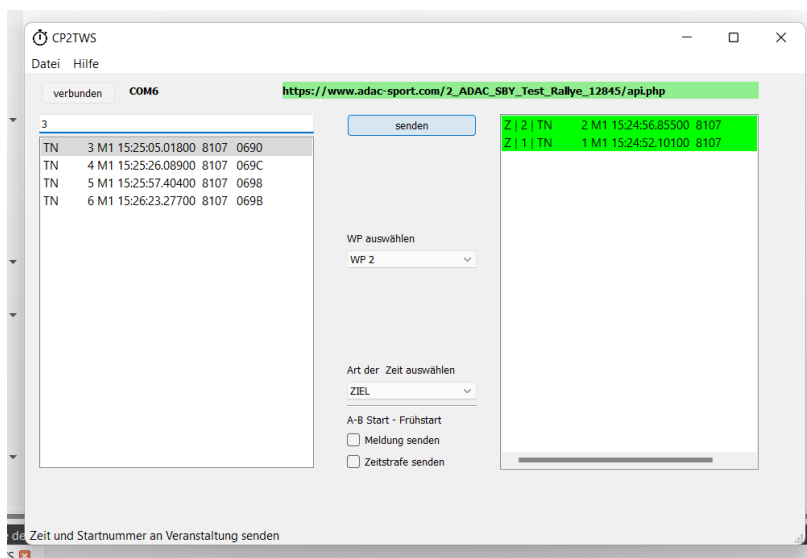 CP2TWS
Datei Hilfe
verbunden COM6 https://www.adac-sport.com/2_ADAC_SBY_Test_Rallye_12845/api.php
3
senden
TN 3 M1 15:25:05.01800 8107 0690
TN 4 M1 15:25:26.08900 8107 069C
TN 5 M1 15:25:57.40400 8107 0698
TN 6 M1 15:26:23.27700 8107 069B
Z | 2 | TN 2 M1 15:24:56.85500 8107
Z | 1 | TN 1 M1 15:24:52.10100 8107
WP auswählen
WP 2
Art der Zeit auswählen
ZIEL
A-B Start - Frühstart
Meldung senden
Zeitstrafe senden
Zeit und Startnummer an Veranstaltung senden